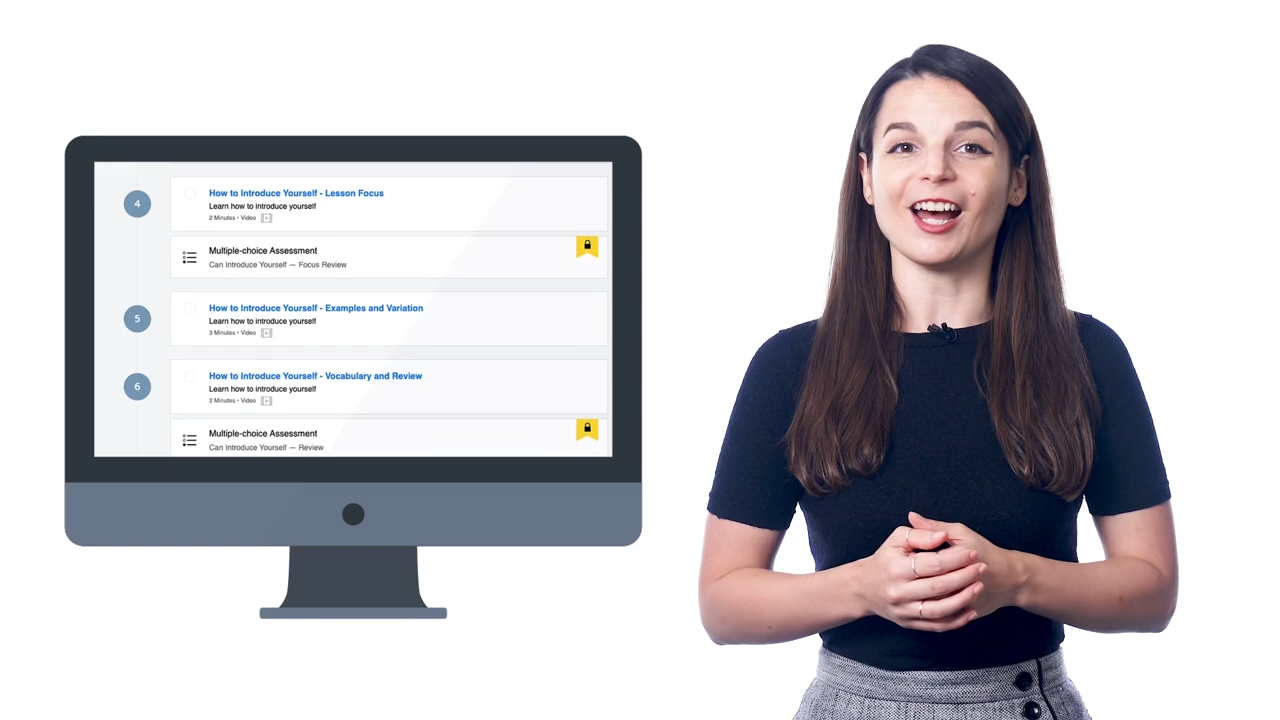 4
How to Introduce Yourself - Lesson Focus
Learn how to introduce yourself
2 Minutes • Video
Multiple-choice Assessment
Can Introduce Yourself — Focus Review
5
How to Introduce Yourself - Examples and Variation
Learn how to introduce yourself
3 Minutes • Video
6
How to Introduce Yourself - Vocabulary and Review
Learn how to introduce yourself
2 Minutes • Video
Multiple-choice Assessment
Can Introduce Yourself — Review